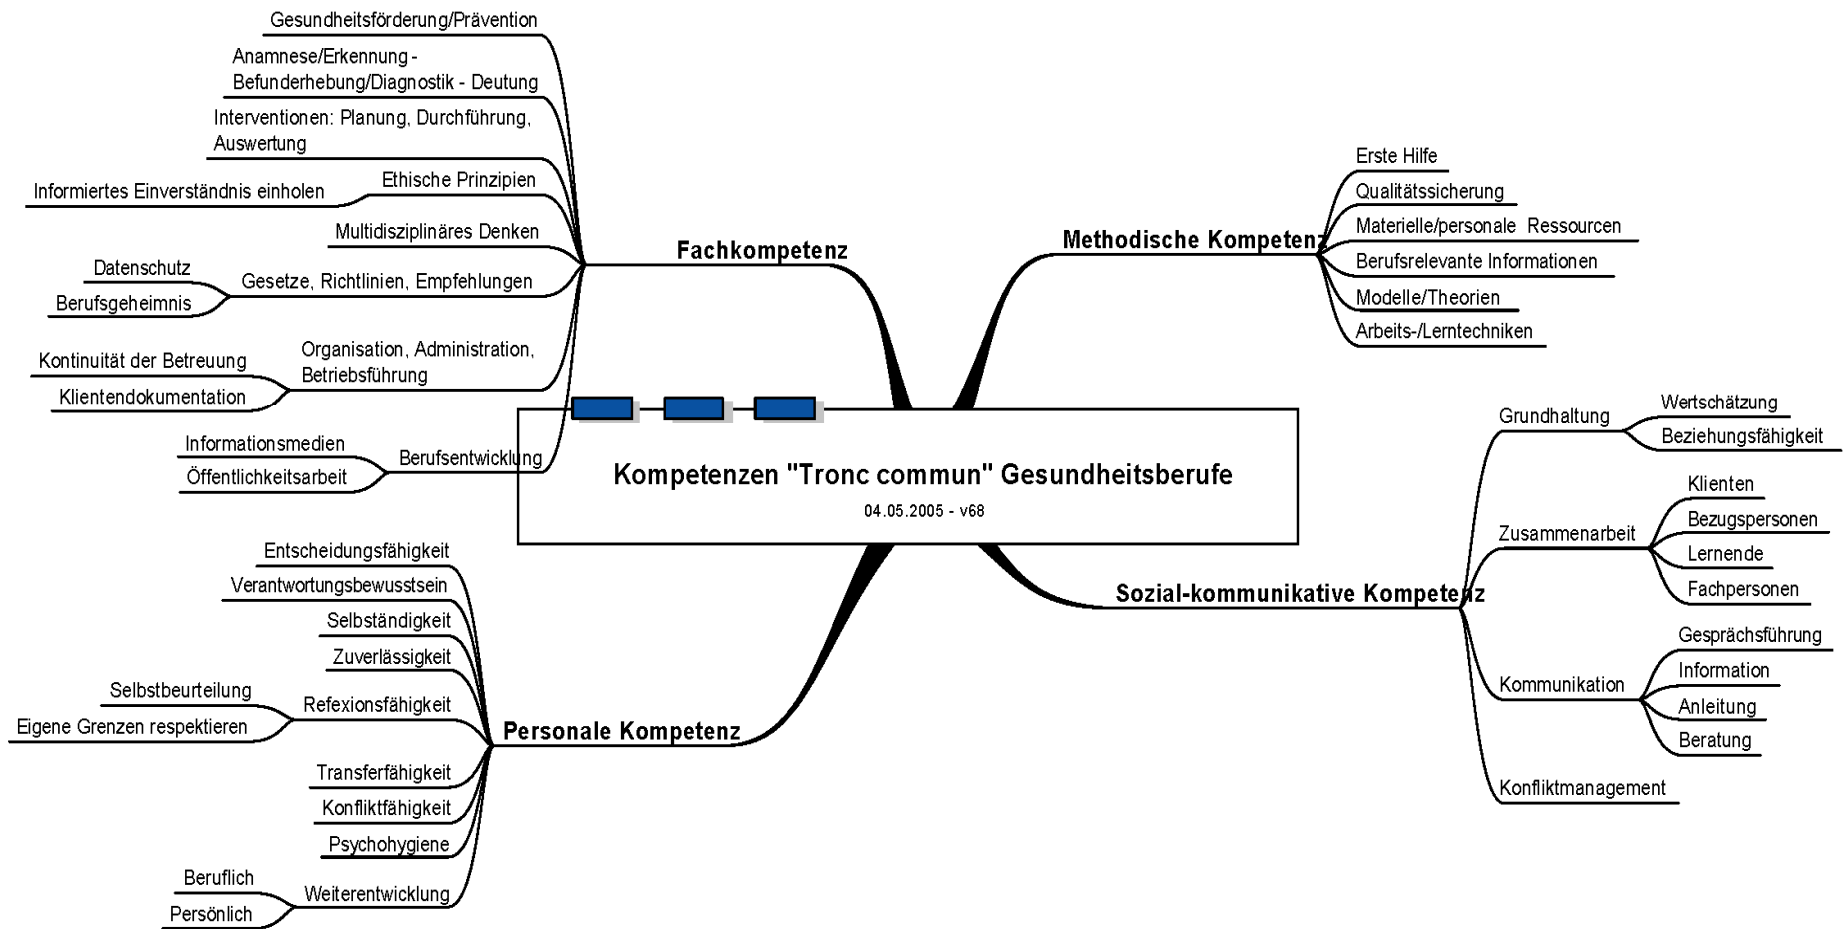 Kompetenzen "Tronc commun" Gesundheitsberufe
04.05.2005 - v68
Fachkompetenz
Gesundheitsförderung/Prävention
Anamnese/Erkennung -
Befunderhebung/Diagnostik - Deutung
Interventionen: Planung, Durchführung,
Auswertung
Ethische Prinzipien
Informiertes Einverständnis einholen
Multidisziplinäres Denken
Gesetze, Richtlinien, Empfehlungen
Datenschutz
Berufsgeheimnis
Organisation, Administration,
Betriebsführung
Kontinuität der Betreuung
Klientendokumentation
Berufsentwicklung
Informationsmedien
Öffentlichkeitsarbeit
Methodische Kompetenz
Erste Hilfe
Qualitätssicherung
Materielle/personale Ressourcen
Berufsrelevante Informationen
Modelle/Theorien
Arbeits-/Lerntechniken
Sozial-kommunikative Kompetenz
Grundhaltung
Wertschätzung
Beziehungsfähigkeit
Zusammenarbeit
Klienten
Bezugspersonen
Lernende
Fachpersonen
Kommunikation
Gesprächsführung
Information
Anleitung
Beratung
Konfliktmanagement
Personale Kompetenz
Entscheidungsfähigkeit
Verantwortungsbewusstsein
Selbständigkeit
Zuverlässigkeit
Refexionsfähigkeit
Selbstbeurteilung
Eigene Grenzen respektieren
Transferfähigkeit
Konfliktfähigkeit
Psychohygiene
Weiterentwicklung
Beruflich
Persönlich